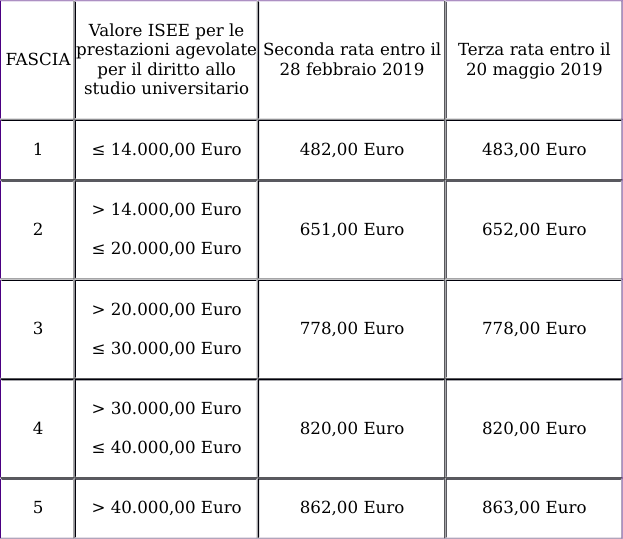 FASCIA
Valore ISEE per le
prestazioni agevolate
per il diritto allo
studio universitario
Seconda rata entro il
28 febbraio 2019
Terza rata entro il
20 maggio 2019
1
≤ 14.000,00 Euro
482,00 Euro
483,00 Euro
2
> 14.000,00 Euro
≤ 20.000,00 Euro
651,00 Euro
652,00 Euro
3
> 20.000,00 Euro
≤ 30.000,00 Euro
778,00 Euro
778,00 Euro
4
> 30.000,00 Euro
≤ 40.000,00 Euro
820,00 Euro
820,00 Euro
5
> 40.000,00 Euro
862,00 Euro
863,00 Euro